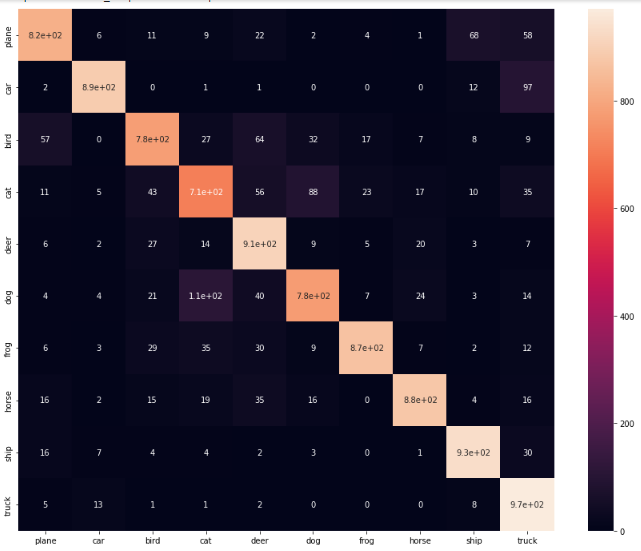 plane 8.2e+02 6 11 9 22 2 4 1 68 58
car 2 8.9e+02 0 1 1 0 0 0 12 97
bird 57 0 7.8e+02 27 64 32 17 7 8 9
cat 11 5 43 7.1e+02 56 88 23 17 10 35
deer 6 2 27 14 9.1e+02 9 5 20 3 7
dog 4 4 21 1.1e+02 40 7.8e+02 7 24 3 14
frog 6 3 29 35 30 9 8.7e+02 7 2 12
horse 16 2 15 19 35 16 0 8.8e+02 4 16
ship 16 7 4 4 2 3 0 1 9.3e+02 30
truck 5 13 1 1 2 0 0 0 8 9.7e+02
plane car bird cat deer dog frog horse ship truck
800
700
600
500
400
300
200
100
0